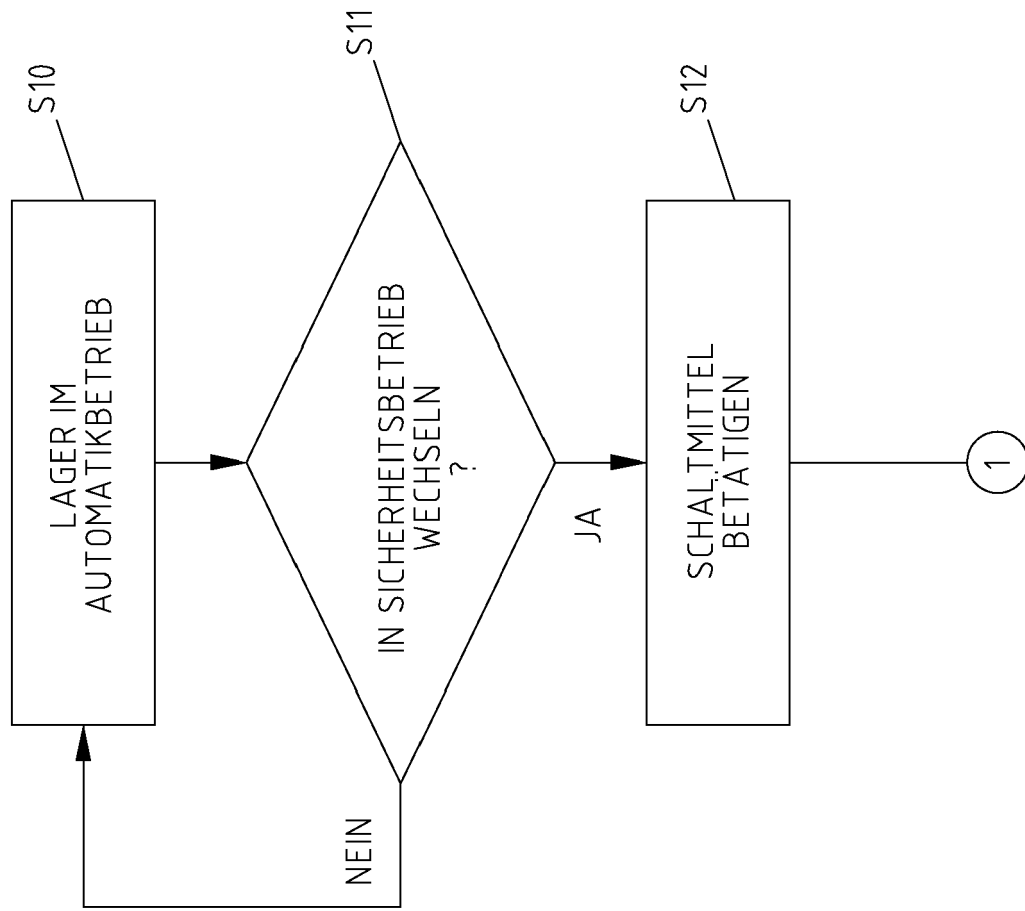 S10
LAGER IM
AUTOMATIKBETRIEB
S11
IN SICHERHEITSBETRIEB
WECHSELN
?
NEIN
JA
S12
SCHALTMITTEL
BETÄTIGEN
1